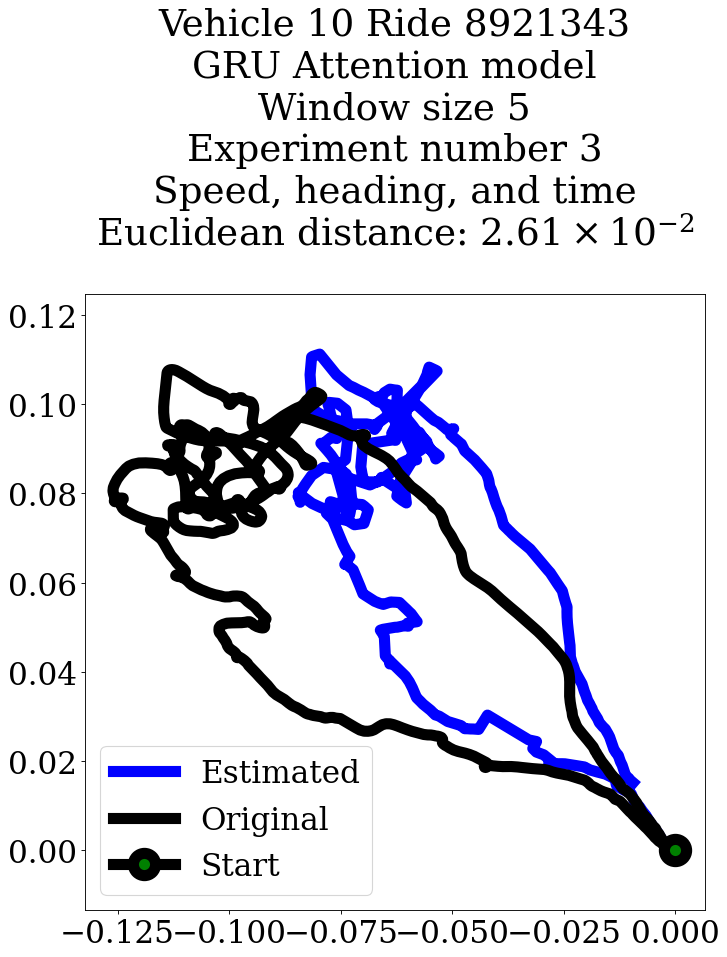 Vehicle 10 Ride 8921343
GRU Attention model
Window size 5
Experiment number 3
Speed, heading, and time
Euclidean distance: 2.61 × 10⁻²
0.12
0.10
0.08
0.06
0.04
0.02
0.00
Estimated
Original
Start
−0.125−0.100−0.075−0.050−0.025 0.000